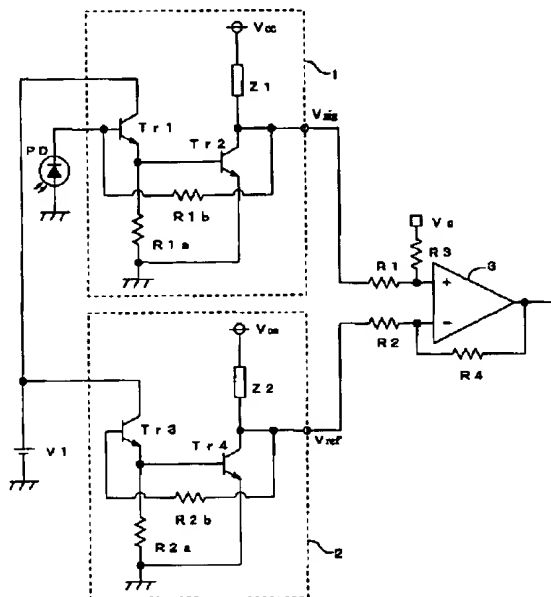 Vcc
1
Z1
Vsig
Tr1
Tr2
PD
R1b
R1a
Vs
R3
R1
3
+
R2
−
R4
Vcc
Z2
Tr3
Tr4
Vref
V1
R2b
R2a
2